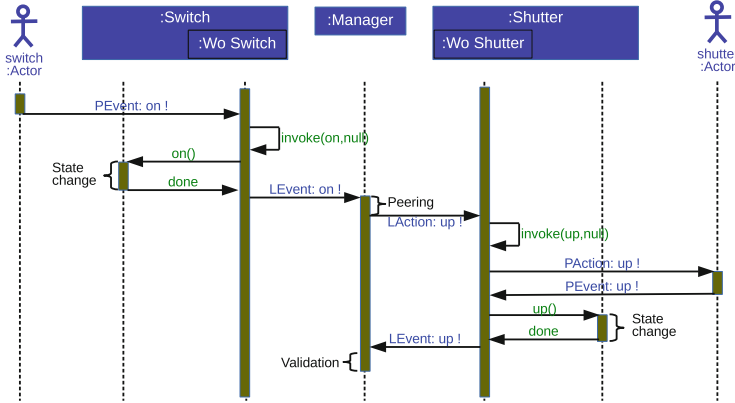 :Switch
:Wo Switch
:Manager
:Shutter
:Wo Shutter
switch
:Actor
shutte
:Actor
PEvent: on !
invoke(on,null)
on()
State
change
done
LEvent: on !
Peering
LAction: up !
invoke(up,null)
PAction: up !
PEvent: up !
up()
State
change
done
LEvent: up !
Validation